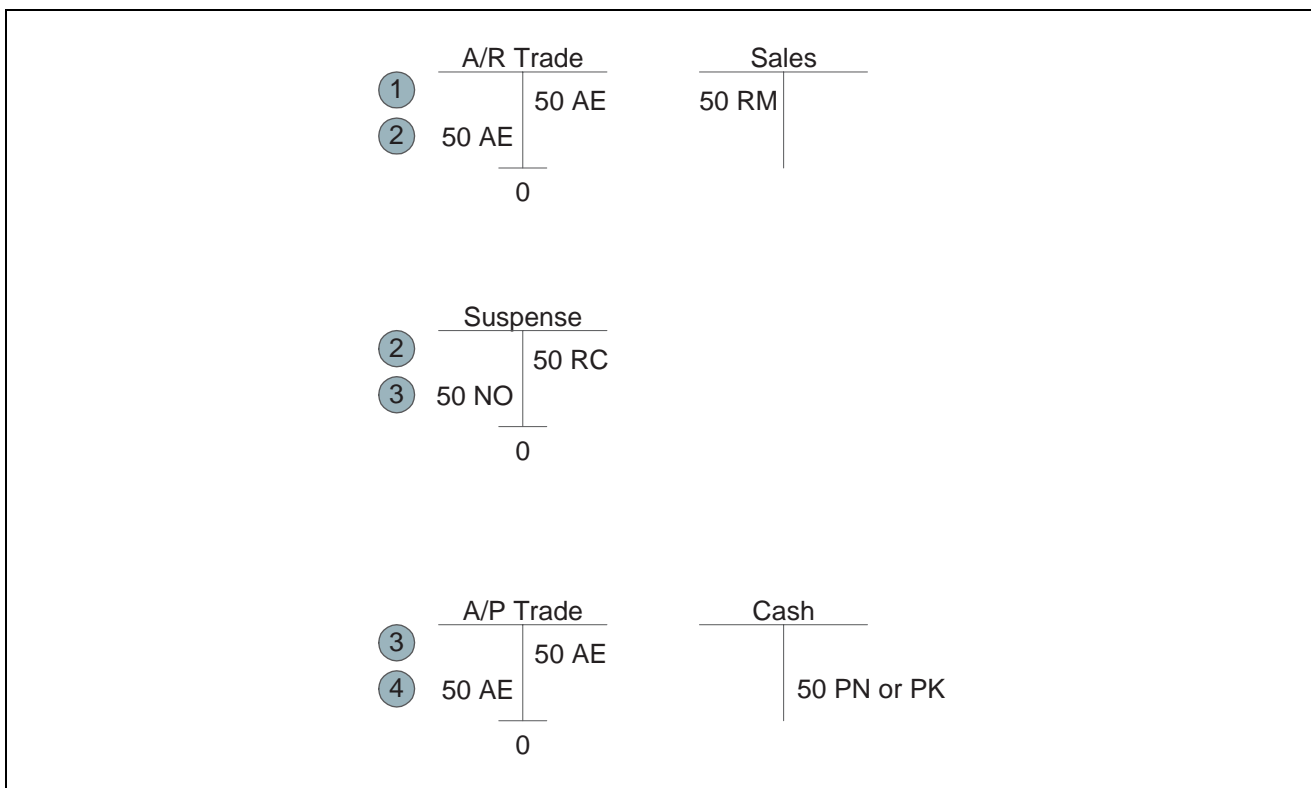 A/R Trade Sales
1 50 AE 50 RM
2 50 AE
0
Suspense
2 50 RC
3 50 NO
0
A/P Trade Cash
3 50 AE
4 50 AE 50 PN or PK
0